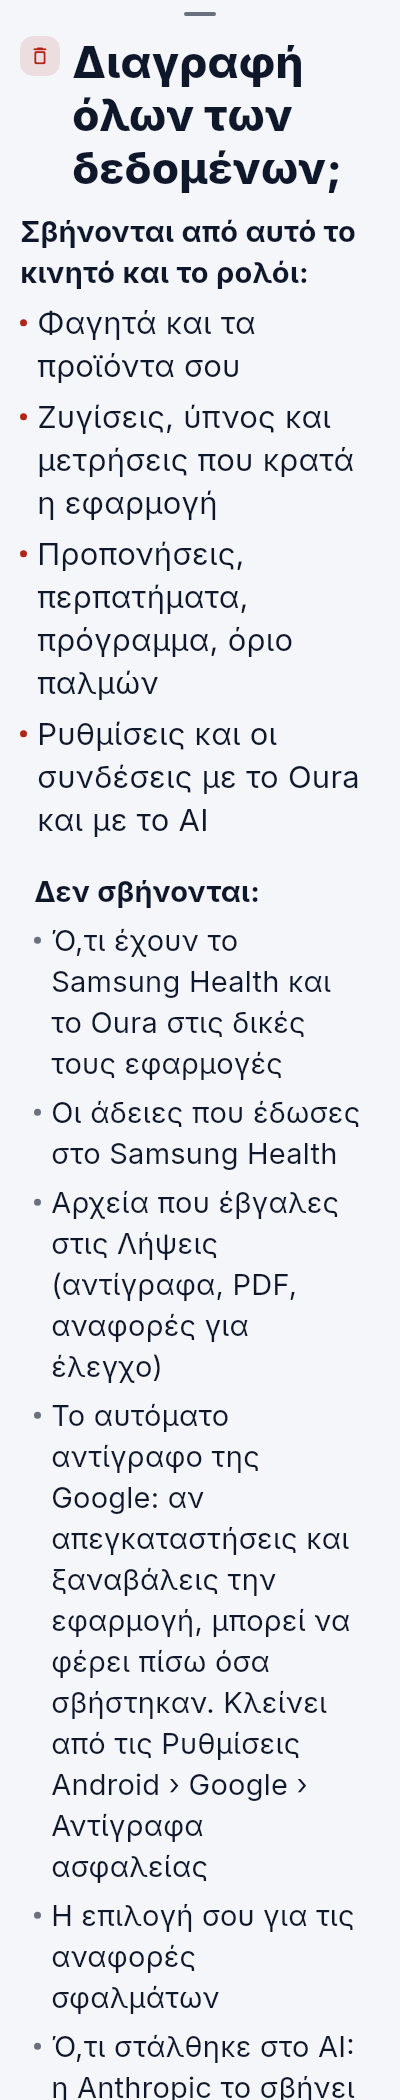 Διαγραφή
όλων των
δεδομένων;
Σβήνονται από αυτό το
κινητό και το ρολόι:
• Φαγητά και τα
προϊόντα σου
• Ζυγίσεις, ύπνος και
μετρήσεις που κρατά
η εφαρμογή
• Προπονήσεις,
περπατήματα,
πρόγραμμα, όριο
παλμών
• Ρυθμίσεις και οι
συνδέσεις με το Oura
και με το AI
Δεν σβήνονται:
• Ό,τι έχουν το
Samsung Health και
το Oura στις δικές
τους εφαρμογές
• Οι άδειες που έδωσες
στο Samsung Health
• Αρχεία που έβγαλες
στις Λήψεις
(αντίγραφα, PDF,
αναφορές για
έλεγχο)
• Το αυτόματο
αντίγραφο της
Google: αν
απεγκαταστήσεις και
ξαναβάλεις την
εφαρμογή, μπορεί να
φέρει πίσω όσα
σβήστηκαν. Κλείνει
από τις Ρυθμίσεις
Android › Google ›
Αντίγραφα
ασφαλείας
• Η επιλογή σου για τις
αναφορές
σφαλμάτων
• Ό,τι στάλθηκε στο AI:
η Anthropic το σβήνει